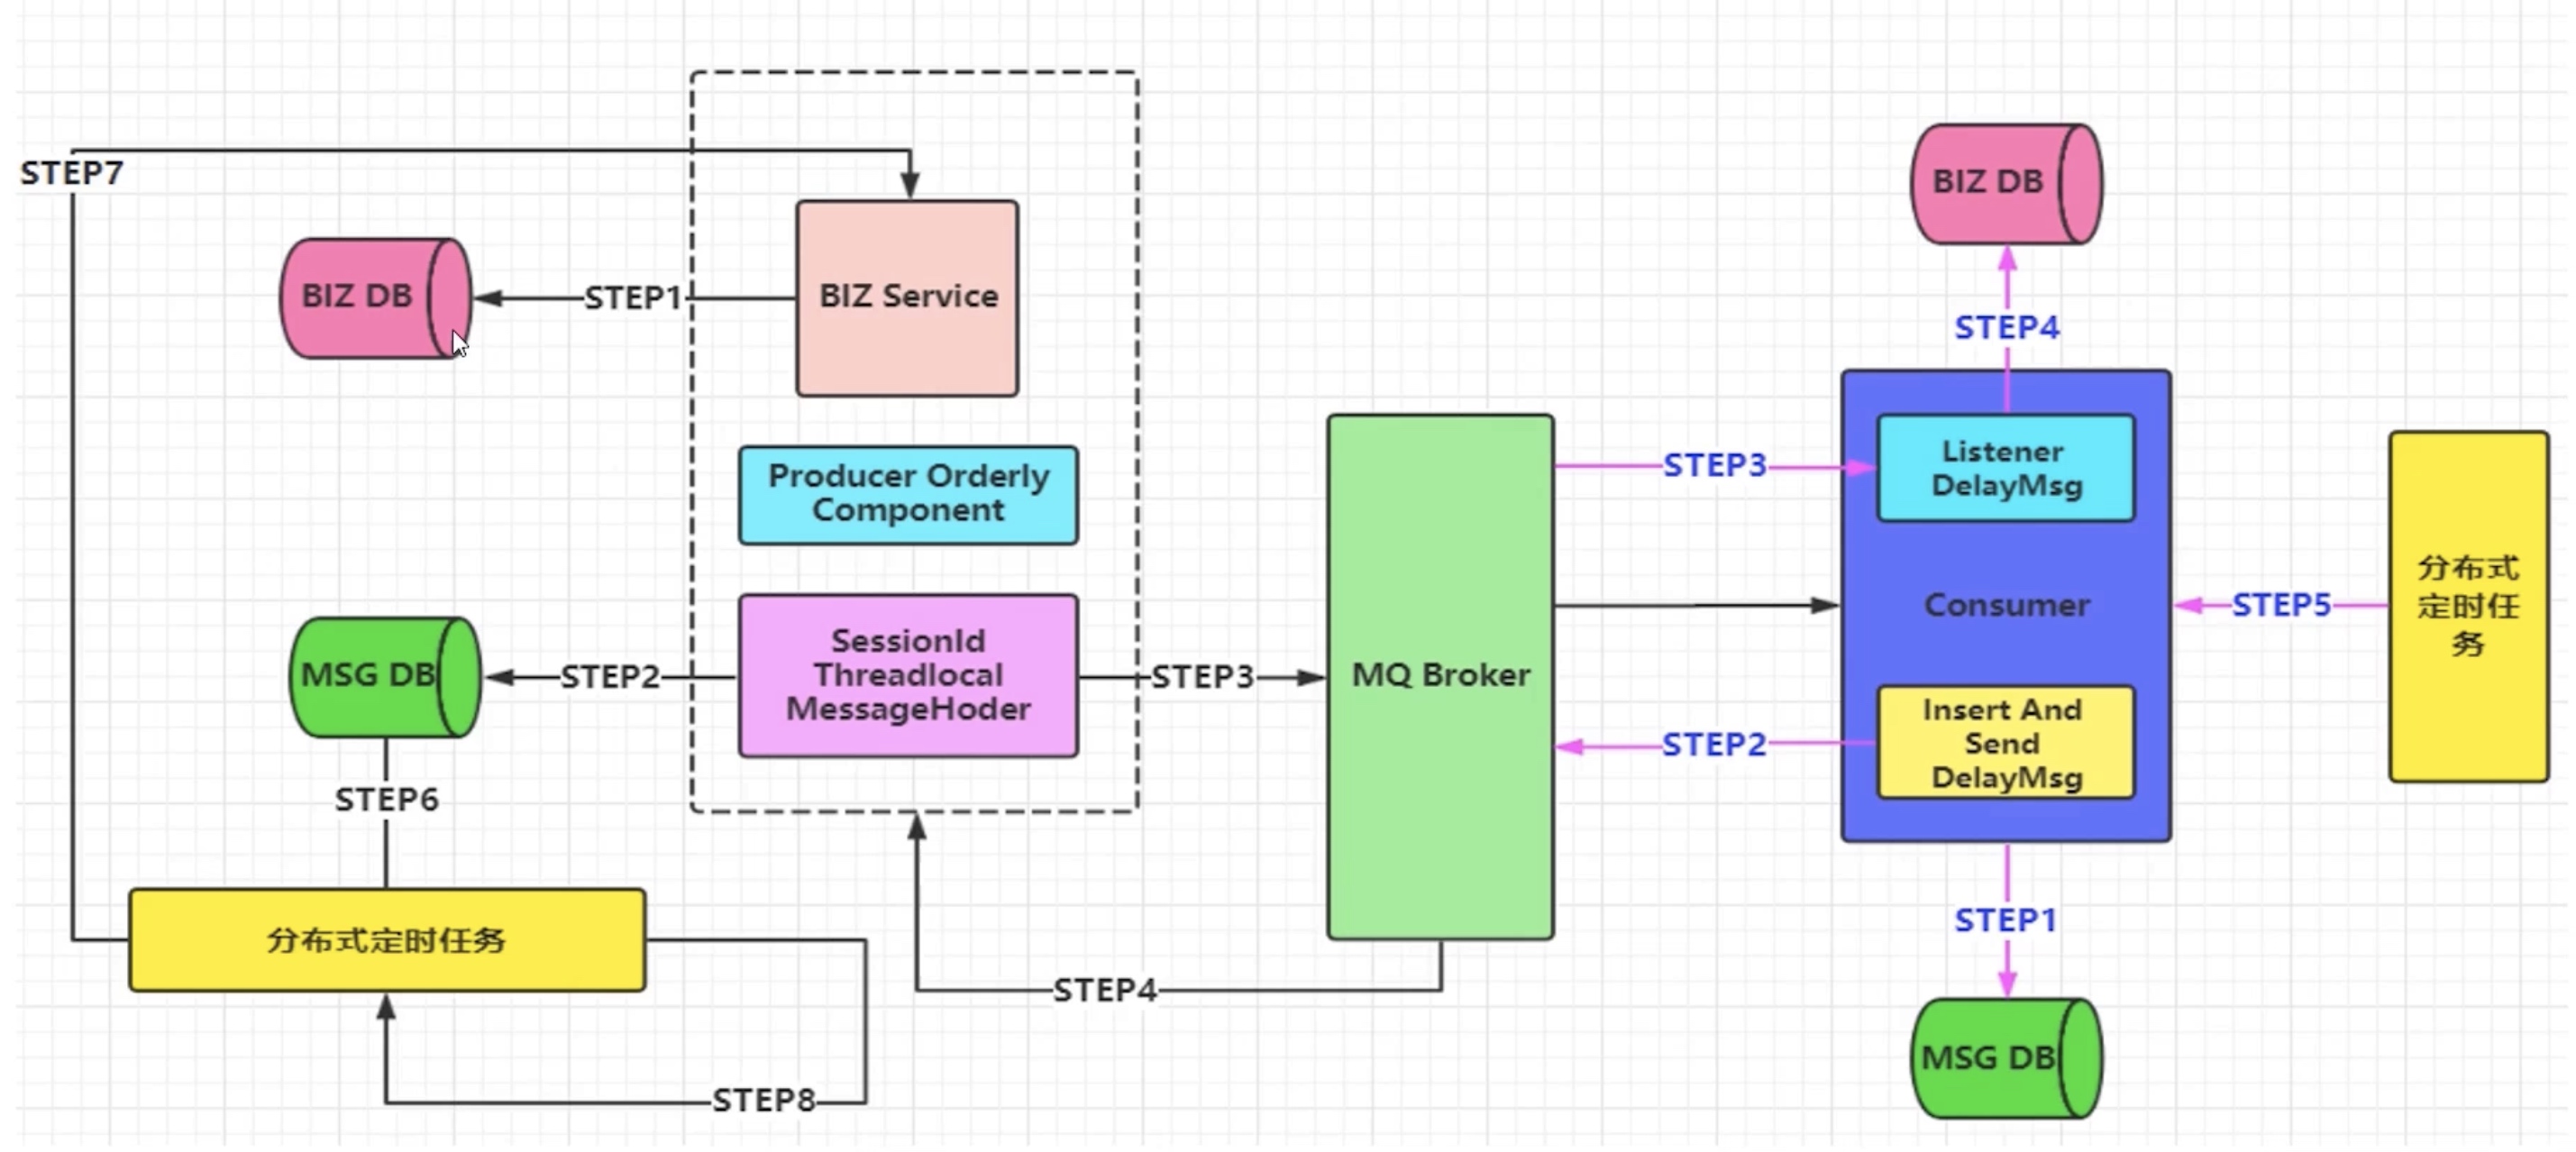 STEP7
BIZ DB
STEP1
BIZ Service
Producer Orderly
Component
SessionId
Threadlocal
MessageHoder
MSG DB
STEP2
STEP3
STEP6
分布式定时任务
STEP8
STEP4
MQ Broker
STEP3
STEP2
BIZ DB
STEP4
Listener
DelayMsg
Consumer
Insert And
Send
DelayMsg
STEP1
MSG DB
STEP5
分布式
定时任
务